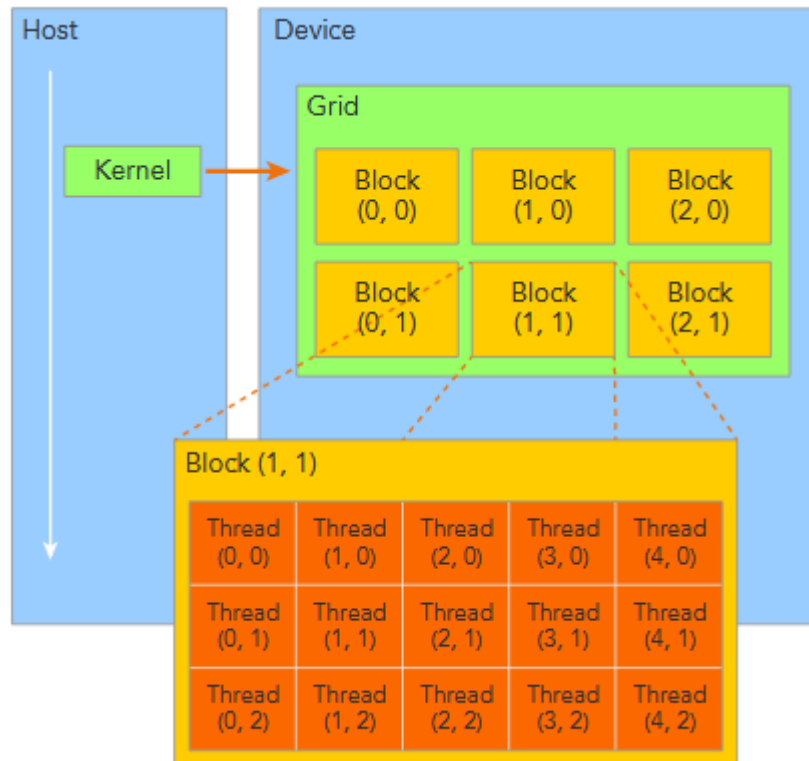 Host
Device
Grid
Kernel
Block
(0, 0)
Block
(1, 0)
Block
(2, 0)
Block
(0, 1)
Block
(1, 1)
Block
(2, 1)
Block (1, 1)
Thread
(0, 0)
Thread
(1, 0)
Thread
(2, 0)
Thread
(3, 0)
Thread
(4, 0)
Thread
(0, 1)
Thread
(1, 1)
Thread
(2, 1)
Thread
(3, 1)
Thread
(4, 1)
Thread
(0, 2)
Thread
(1, 2)
Thread
(2, 2)
Thread
(3, 2)
Thread
(4, 2)